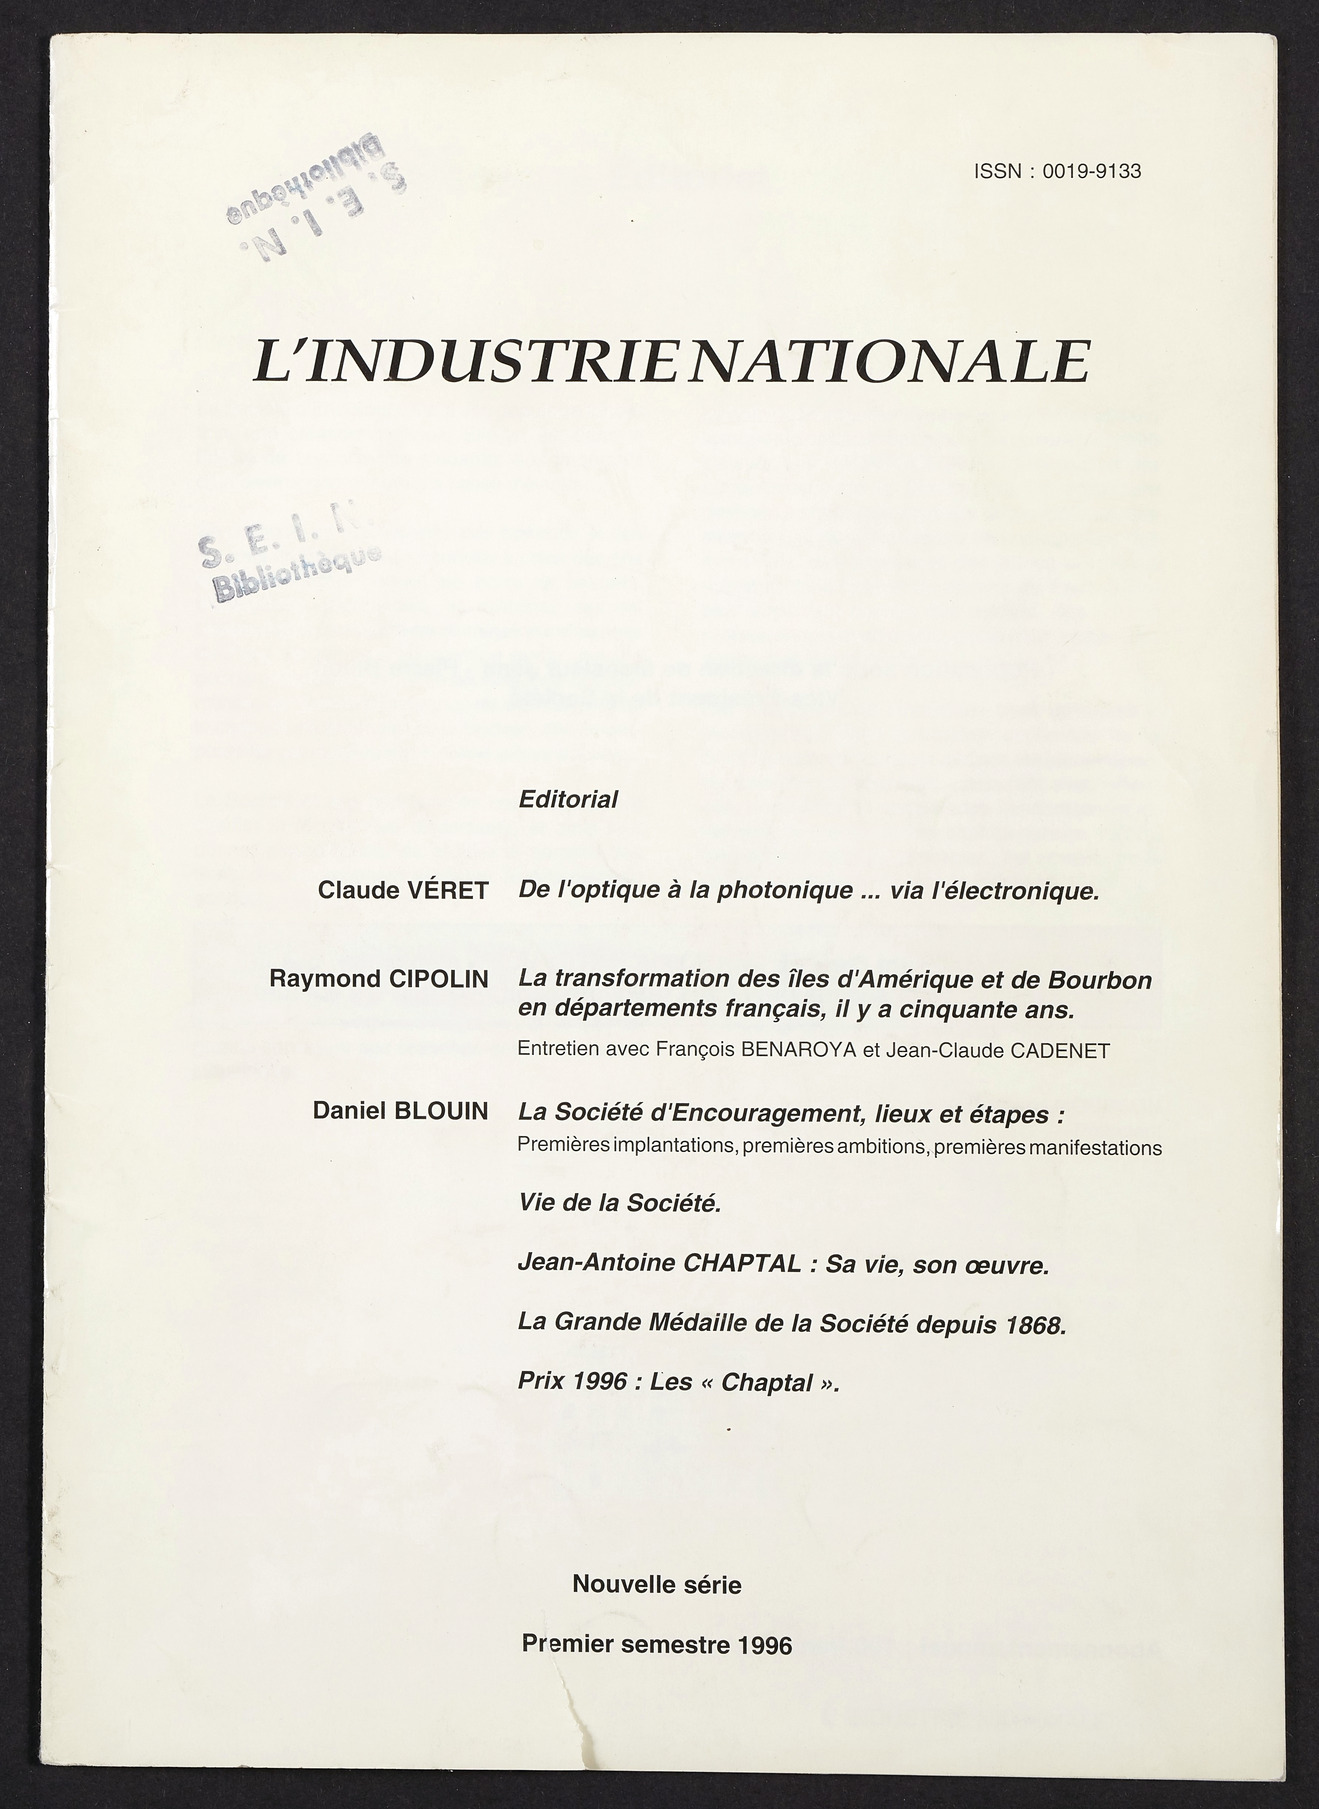 S. E. I. N.
Bibliothèque
ISSN : 0019-9133
L'INDUSTRIE NATIONALE
S. E. I. N.
Bibliothèque
Editorial
Claude VÉRET De l'optique à la photonique ... via l'électronique.
Raymond CIPOLIN La transformation des îles d'Amérique et de Bourbon
en départements français, il y a cinquante ans.
Entretien avec François BENAROYA et Jean-Claude CADENET
Daniel BLOUIN La Société d'Encouragement, lieux et étapes :
Premières implantations, premières ambitions, premières manifestations
Vie de la Société.
Jean-Antoine CHAPTAL : Sa vie, son œuvre.
La Grande Médaille de la Société depuis 1868.
Prix 1996 : Les « Chaptal ».
Nouvelle série
Premier semestre 1996